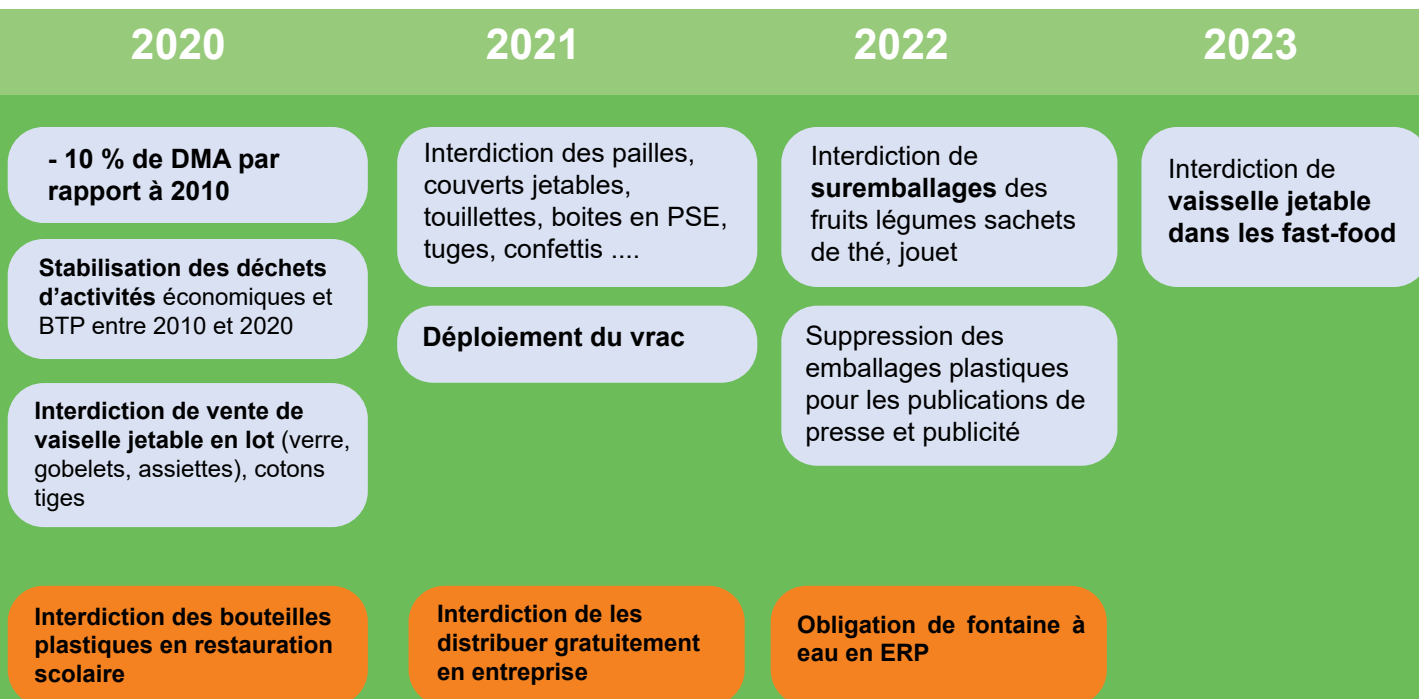 2020
2021
2022
2023
- 10 % de DMA par
rapport à 2010
Stabilisation des déchets
d'activités économiques et
BTP entre 2010 et 2020
Interdiction de vente de
vaiselle jetable en lot (verre,
gobelets, assiettes), cotons
tiges
Interdiction des bouteilles
plastiques en restauration
scolaire
Interdiction des pailles,
couverts jetables,
touillettes, boites en PSE,
tuges, confettis ....
Déploiement du vrac
Interdiction de les
distribuer gratuitement
en entreprise
Interdiction de
suremballages des
fruits légumes sachets
de thé, jouet
Suppression des
emballages plastiques
pour les publications de
presse et publicité
Obligation de fontaine à
eau en ERP
Interdiction de
vaisselle jetable
dans les fast-food